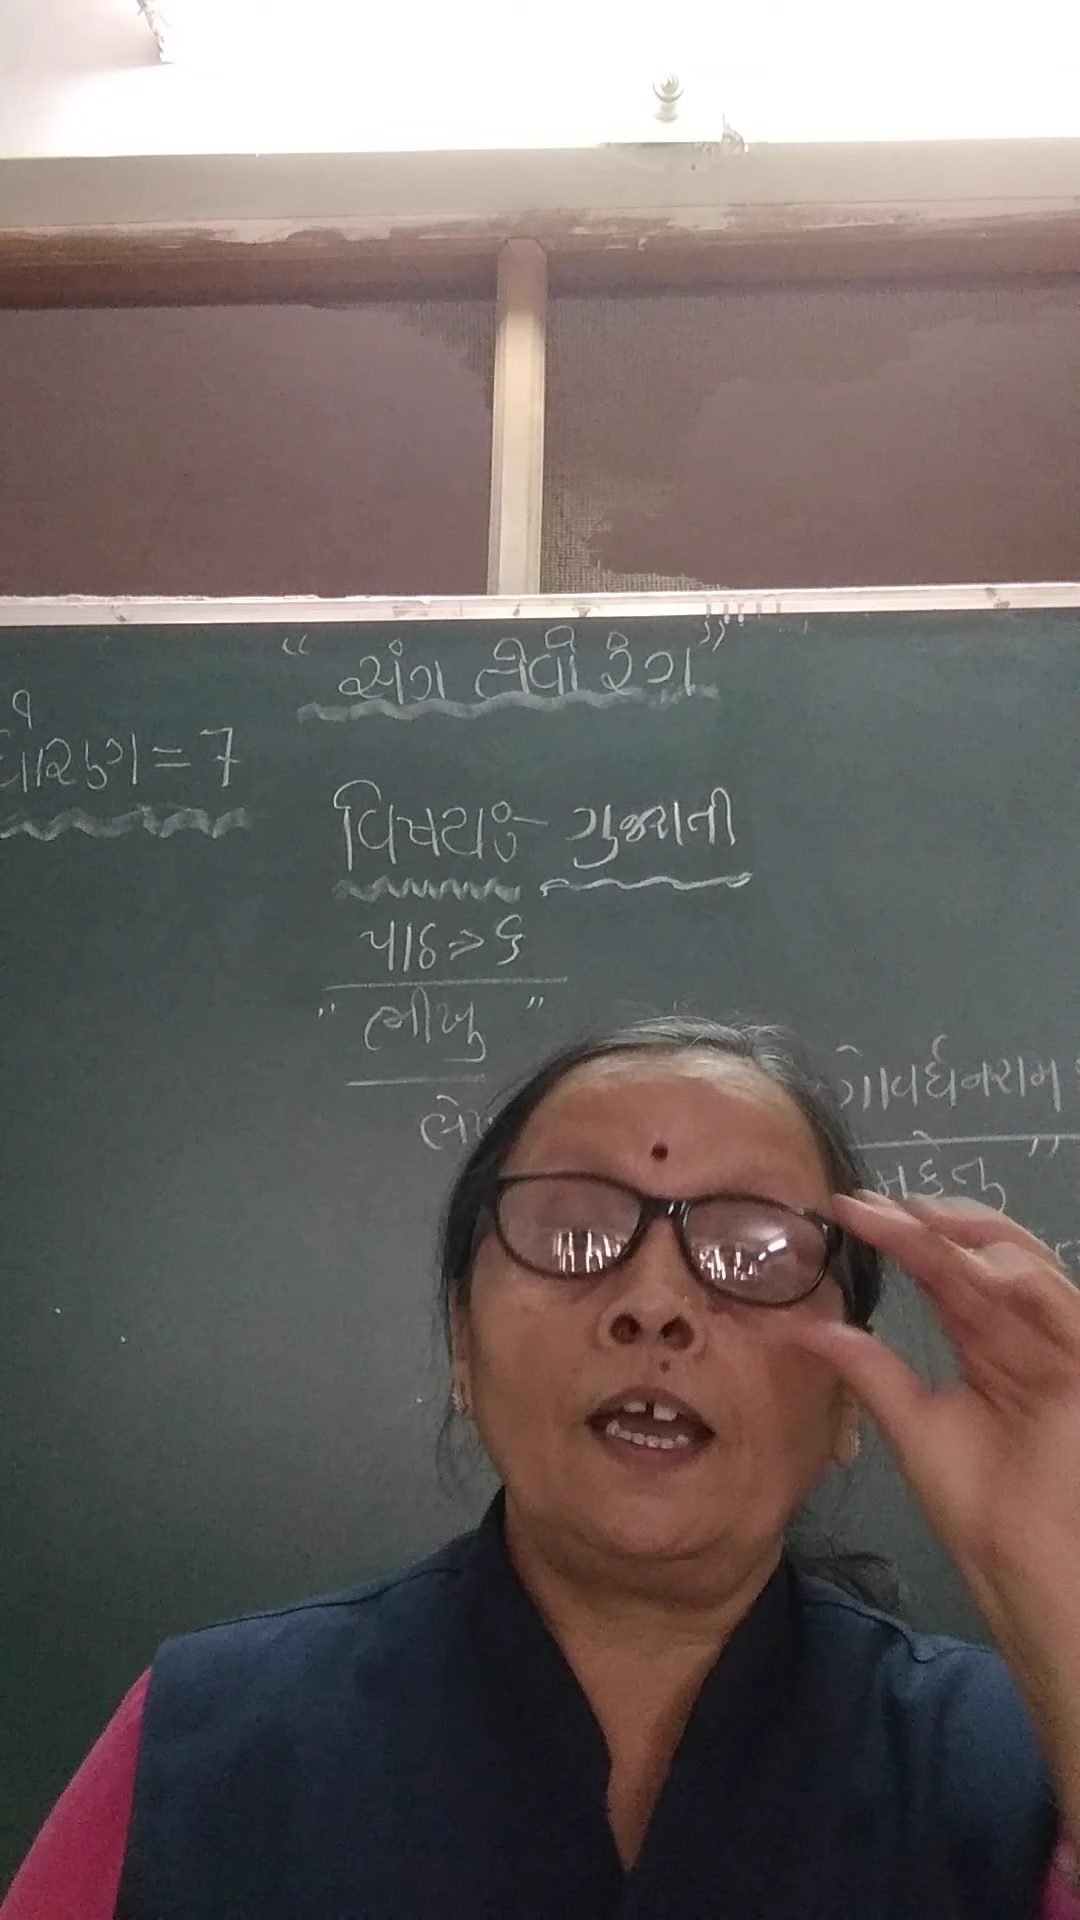 "સંગ તેવો રંગ"
ધોરણ = 7
વિષય :- ગુજરાતી
પાઠ → ૬
"ભીખુ"
ગોવર્ધનરામ